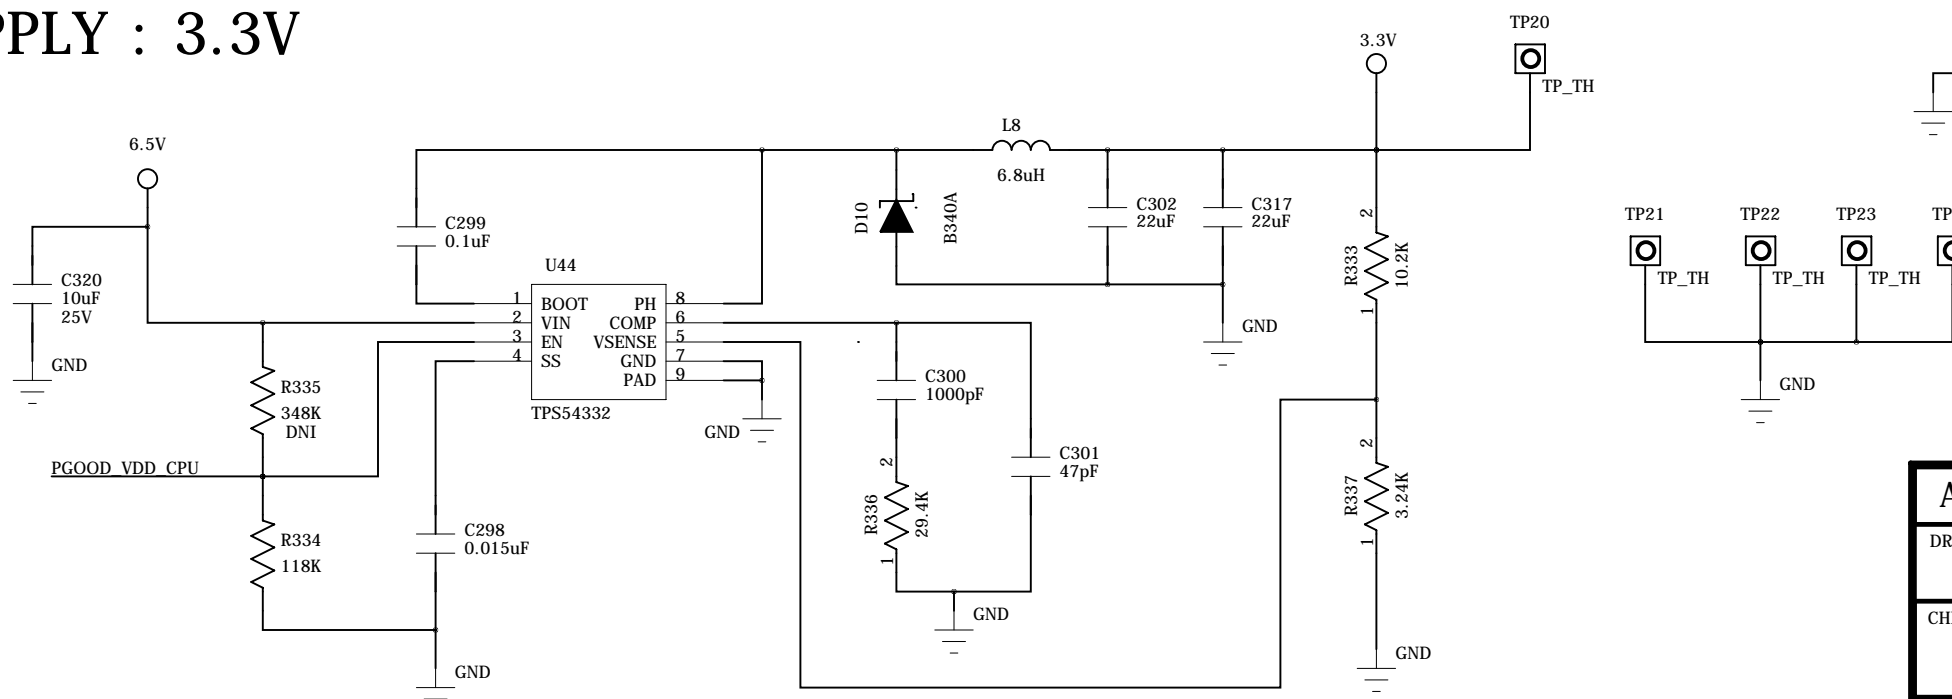 PPLY : 3.3V
TP20
TP_TH
3.3V
6.5V
L8
6.8uH
C299
0.1uF
D10
B340A
C302
22uF
C317
22uF
2
R333
10.2K
1
TP21
TP_TH
TP22
TP_TH
TP23
TP_TH
TP
GND
C320
10uF
25V
GND
U44
1 BOOT PH 8
2 VIN COMP 6
3 EN VSENSE 5
4 SS GND 7
PAD 9
TPS54332
GND
GND
R335
348K
DNI
PGOOD_VDD_CPU
R334
118K
C298
0.015uF
GND
C300
1000pF
2
R336
29.4K
1
C301
47pF
GND
2
R337
3.24K
1
GND
A
DR
CH